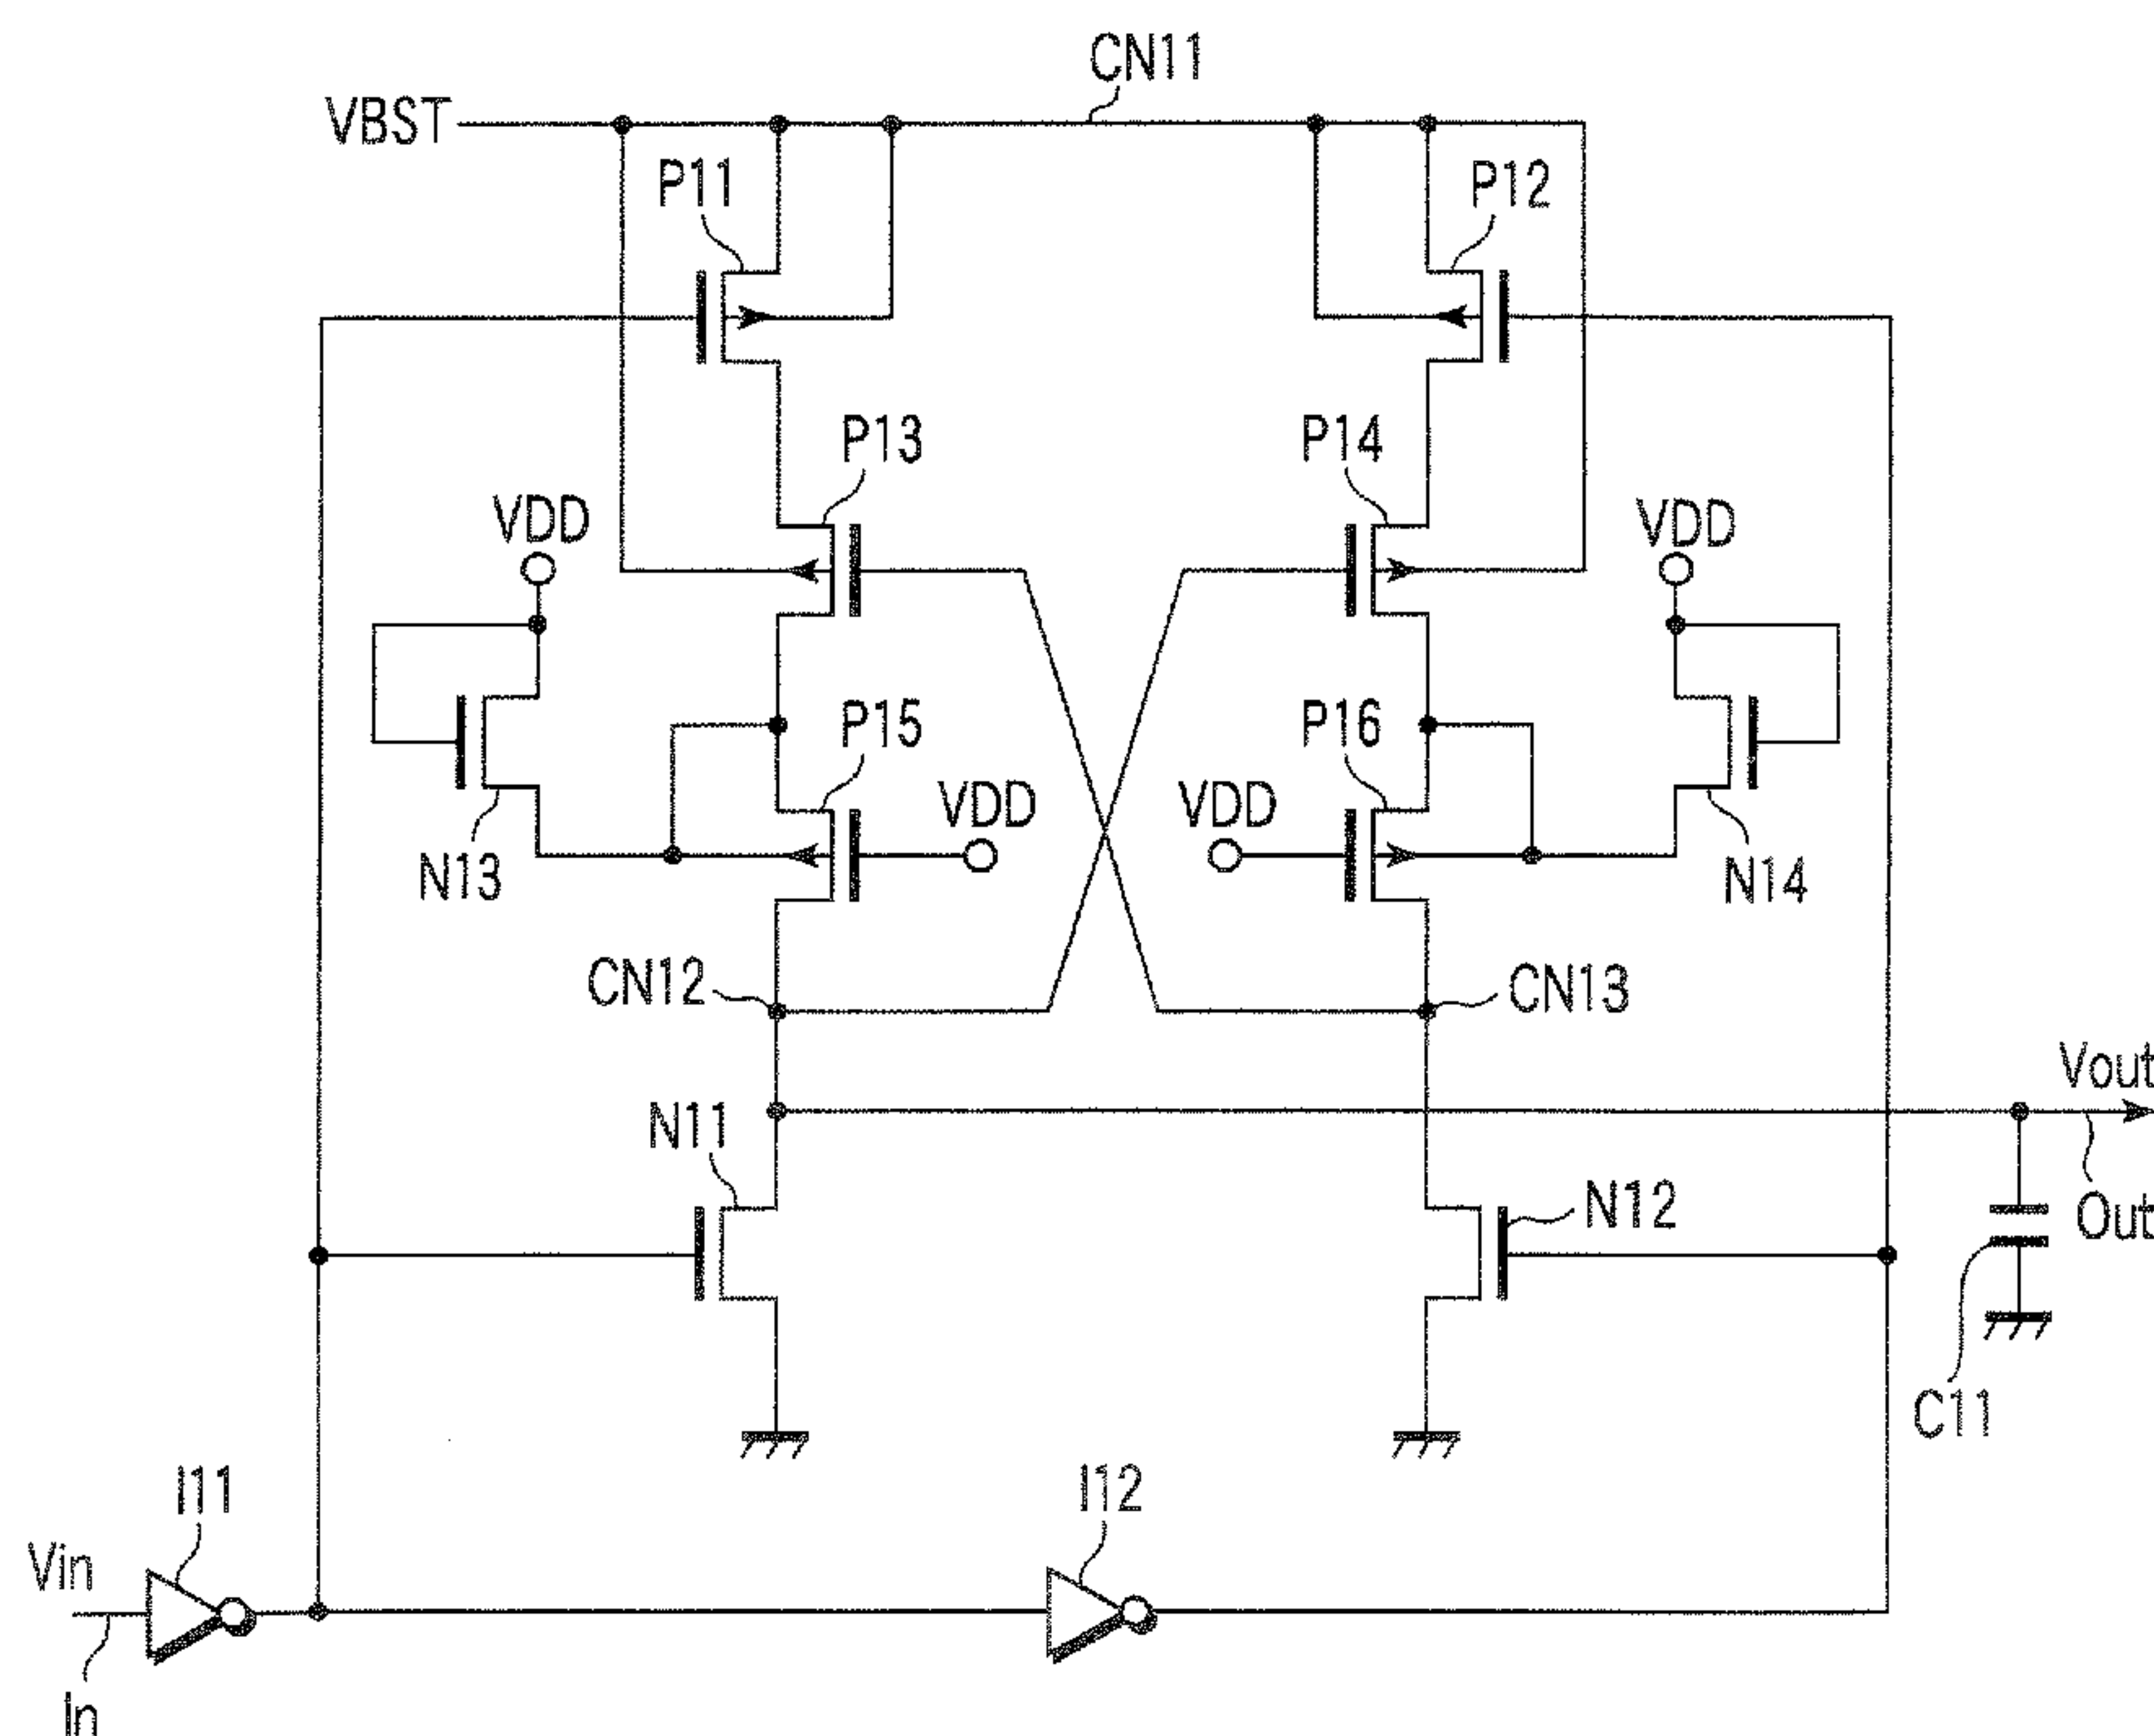 CN11
VBST
P11
P12
P13
P14
VDD
VDD
P15
P16
VDD
VDD
N13
N14
CN12
CN13
Vout
N11
N12
Out
C11
I11
I12
Vin
In